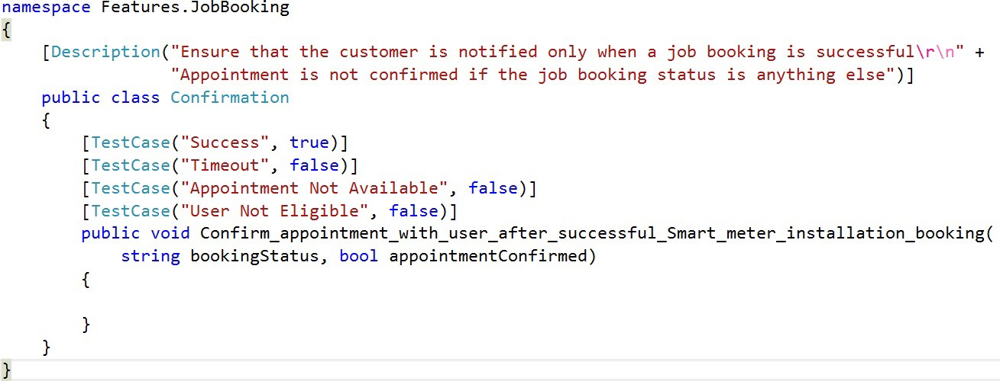 namespace Features.JobBooking
{
    [Description("Ensure that the customer is notified only when a job booking is successful\r\n" +
                 "Appointment is not confirmed if the job booking status is anything else")]
    public class Confirmation
    {
        [TestCase("Success", true)]
        [TestCase("Timeout", false)]
        [TestCase("Appointment Not Available", false)]
        [TestCase("User Not Eligible", false)]
        public void Confirm_appointment_with_user_after_successful_Smart_meter_installation_booking(
            string bookingStatus, bool appointmentConfirmed)
        {

        }
    }
}